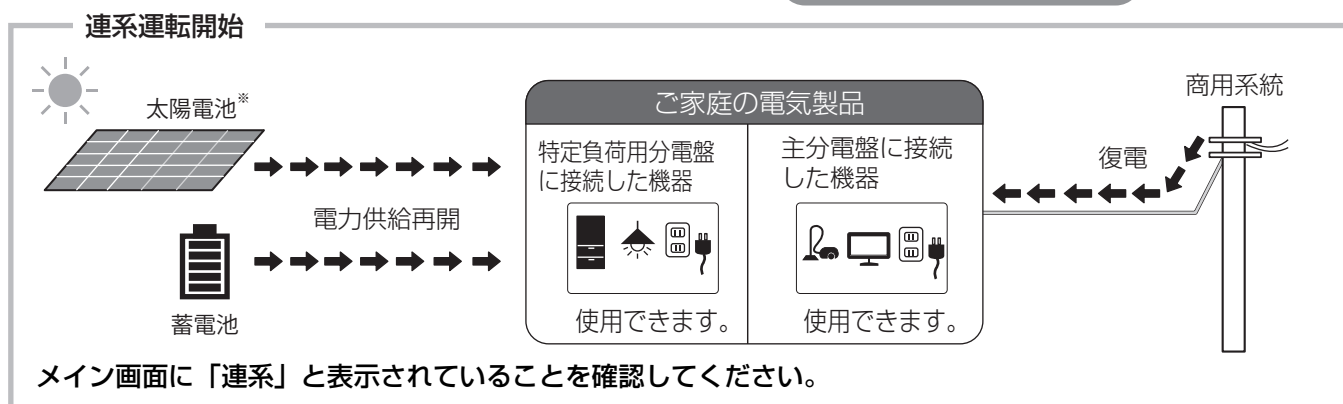 連系運転開始
太陽電池※
電力供給再開
蓄電池
ご家庭の電気製品
特定負荷用分電盤
に接続した機器
使用できます。
主分電盤に接続
した機器
使用できます。
復電
商用系統
メイン画面に「連系」と表示されていることを確認してください。